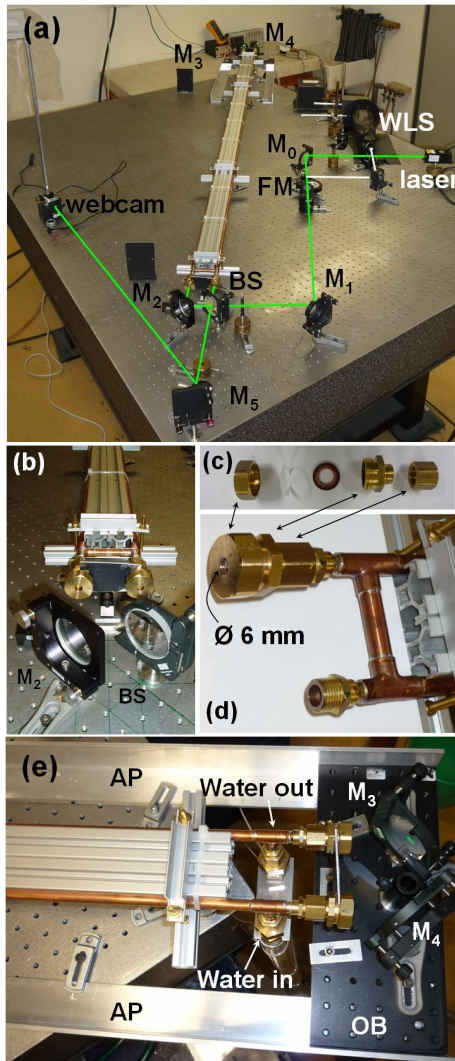 (a)
M4
M3
WLS
M0
laser
FM
webcam
BS
M1
M2
M5
(b)
(c)
Ø 6 mm
M2
BS
(d)
(e)
AP
Water out
M3
M4
Water in
AP
OB